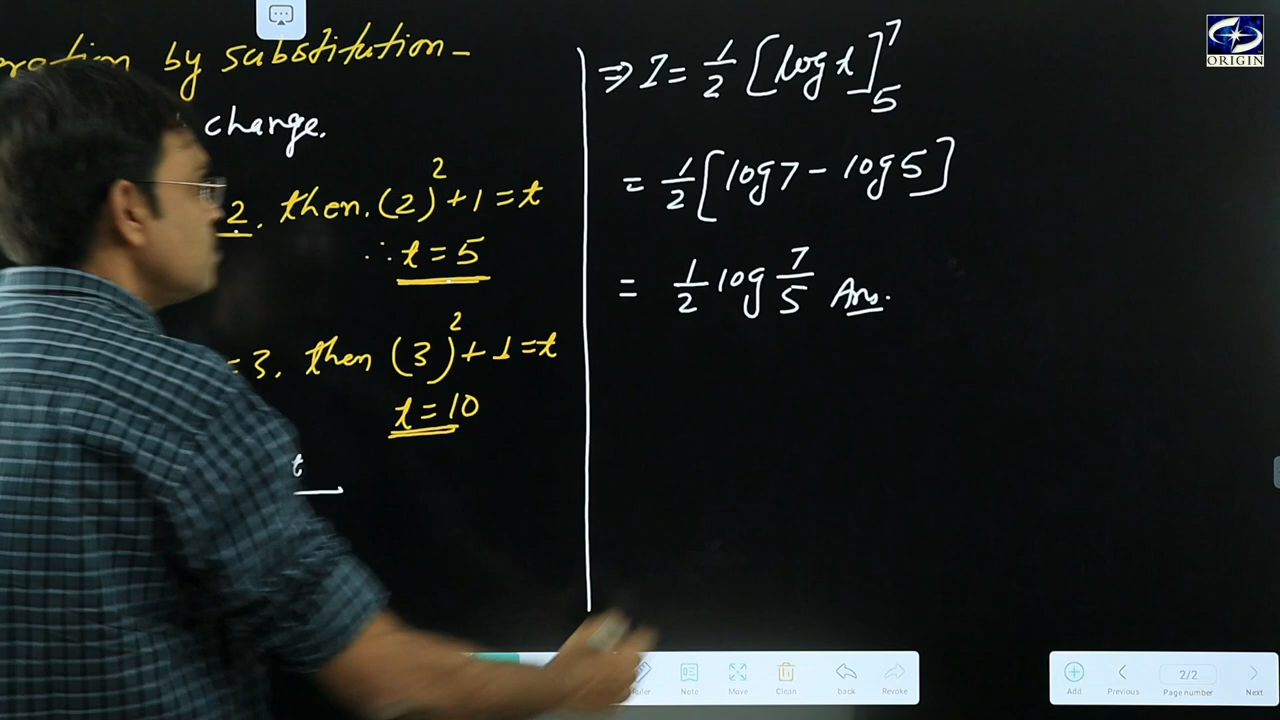 by substitution -
change.
2, then. (2)² + 1 = t
∴ t = 5
= 3, then (3)² + 1 = t
t = 10
t
⇒ I = 1/2 [log t]₅⁷
= 1/2 [log 7 - log 5]
= 1/2 log 7/5 Ans.
ORIGIN
Note
Move
Clean
back
Revoke
Add
Previous
2/2
Page number
Next